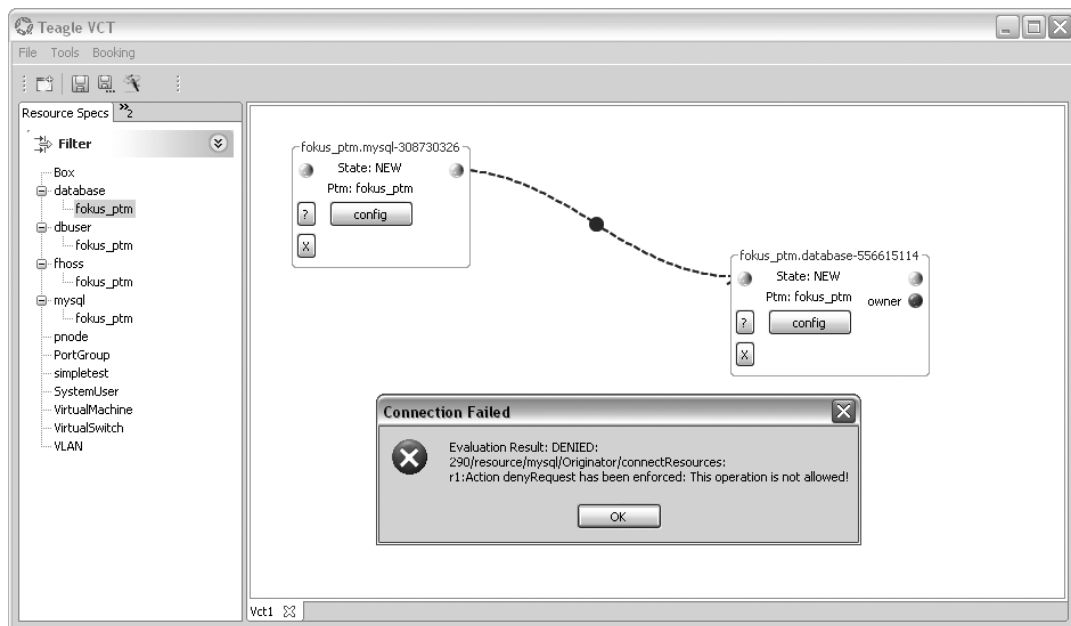 Teagle VCT
File Tools Booking
Resource Specs »2
Filter
Box
database
fokus_ptm
dbuser
fokus_ptm
fhoss
fokus_ptm
mysql
fokus_ptm
pnode
PortGroup
simpletest
SystemUser
VirtualMachine
VirtualSwitch
VLAN
fokus_ptm.mysql-308730326
State: NEW
Ptm: fokus_ptm
? config
X
fokus_ptm.database-556615114
State: NEW
Ptm: fokus_ptm owner
? config
X
Connection Failed
Evaluation Result: DENIED:
290/resource/mysql/Originator/connectResources:
r1:Action denyRequest has been enforced: This operation is not allowed!
OK
Vct1